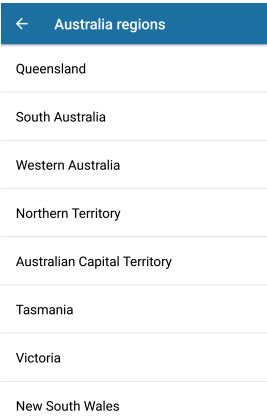 Australia regions
Queensland
South Australia
Western Australia
Northern Territory
Australian Capital Territory
Tasmania
Victoria
New South Wales